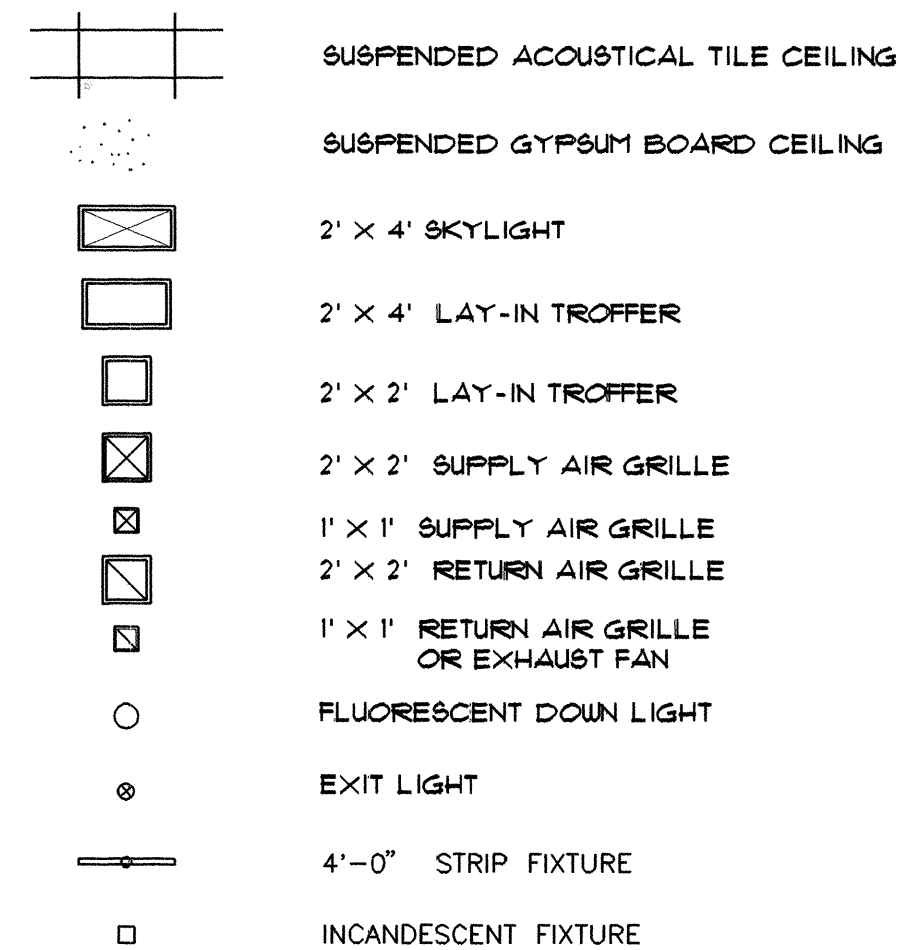 SUSPENDED ACOUSTICAL TILE CEILING
SUSPENDED GYPSUM BOARD CEILING
2' X 4' SKYLIGHT
2' X 4' LAY-IN TROFFER
2' X 2' LAY-IN TROFFER
2' X 2' SUPPLY AIR GRILLE
1' X 1' SUPPLY AIR GRILLE
2' X 2' RETURN AIR GRILLE
1' X 1' RETURN AIR GRILLE
OR EXHAUST FAN
FLUORESCENT DOWN LIGHT
EXIT LIGHT
4'-0" STRIP FIXTURE
INCANDESCENT FIXTURE